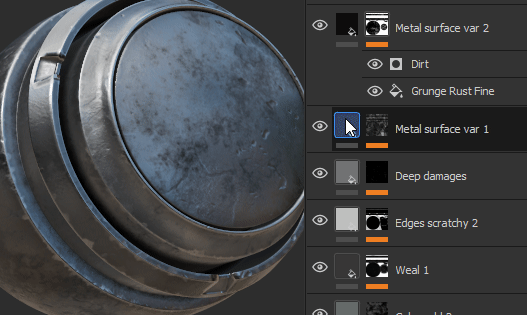 Metal surface var 2
Dirt
Grunge Rust Fine
Metal surface var 1
Deep damages
Edges scratchy 2
Weal 1